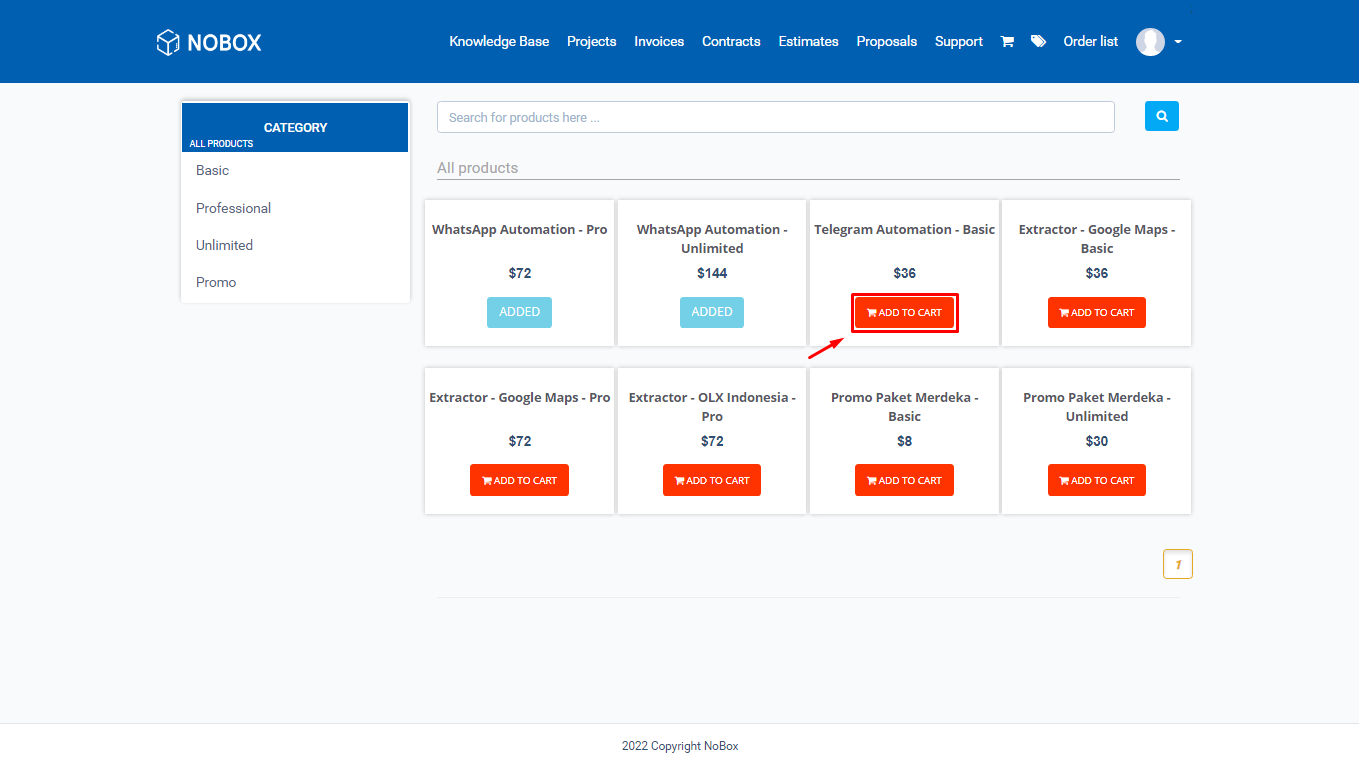 NOBOX
Knowledge Base Projects Invoices Contracts Estimates Proposals Support Order list
CATEGORY
ALL PRODUCTS
Basic
Professional
Unlimited
Promo
Search for products here ...
All products
WhatsApp Automation - Pro
$72
ADDED
WhatsApp Automation -
Unlimited
$144
ADDED
Telegram Automation - Basic
$36
ADD TO CART
Extractor - Google Maps -
Basic
$36
ADD TO CART
Extractor - Google Maps - Pro
$72
ADD TO CART
Extractor - OLX Indonesia -
Pro
$72
ADD TO CART
Promo Paket Merdeka -
Basic
$8
ADD TO CART
Promo Paket Merdeka -
Unlimited
$30
ADD TO CART
1
2022 Copyright NoBox